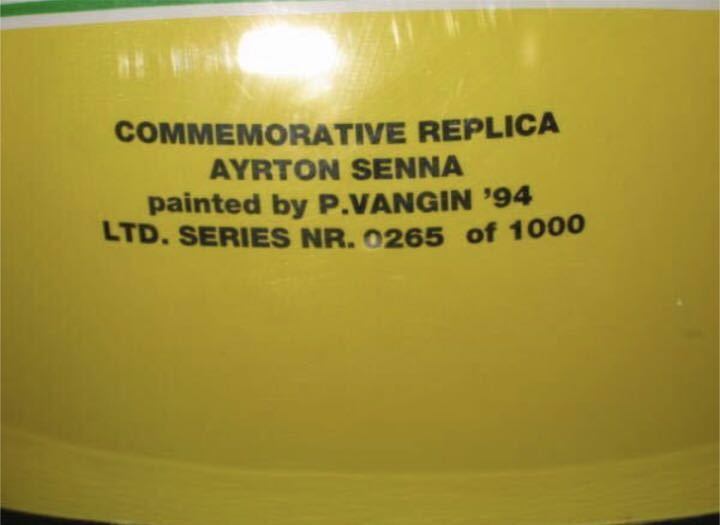 COMMEMORATIVE REPLICA
AYRTON SENNA
painted by P.VANGIN '94
LTD. SERIES NR. 0265 of 1000